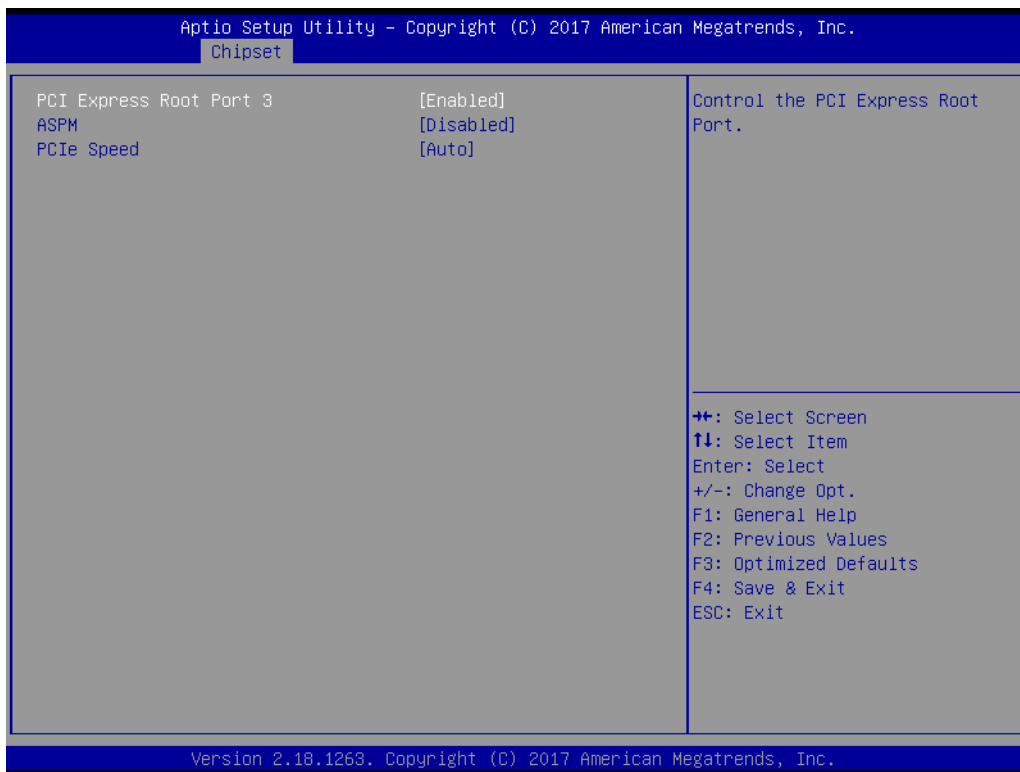 Aptio Setup Utility – Copyright (C) 2017 American Megatrends, Inc.
Chipset
PCI Express Root Port 3 [Enabled]
ASPM [Disabled]
PCIe Speed [Auto]
Control the PCI Express Root
Port.
→←: Select Screen
↑↓: Select Item
Enter: Select
+/-: Change Opt.
F1: General Help
F2: Previous Values
F3: Optimized Defaults
F4: Save & Exit
ESC: Exit
Version 2.18.1263. Copyright (C) 2017 American Megatrends, Inc.